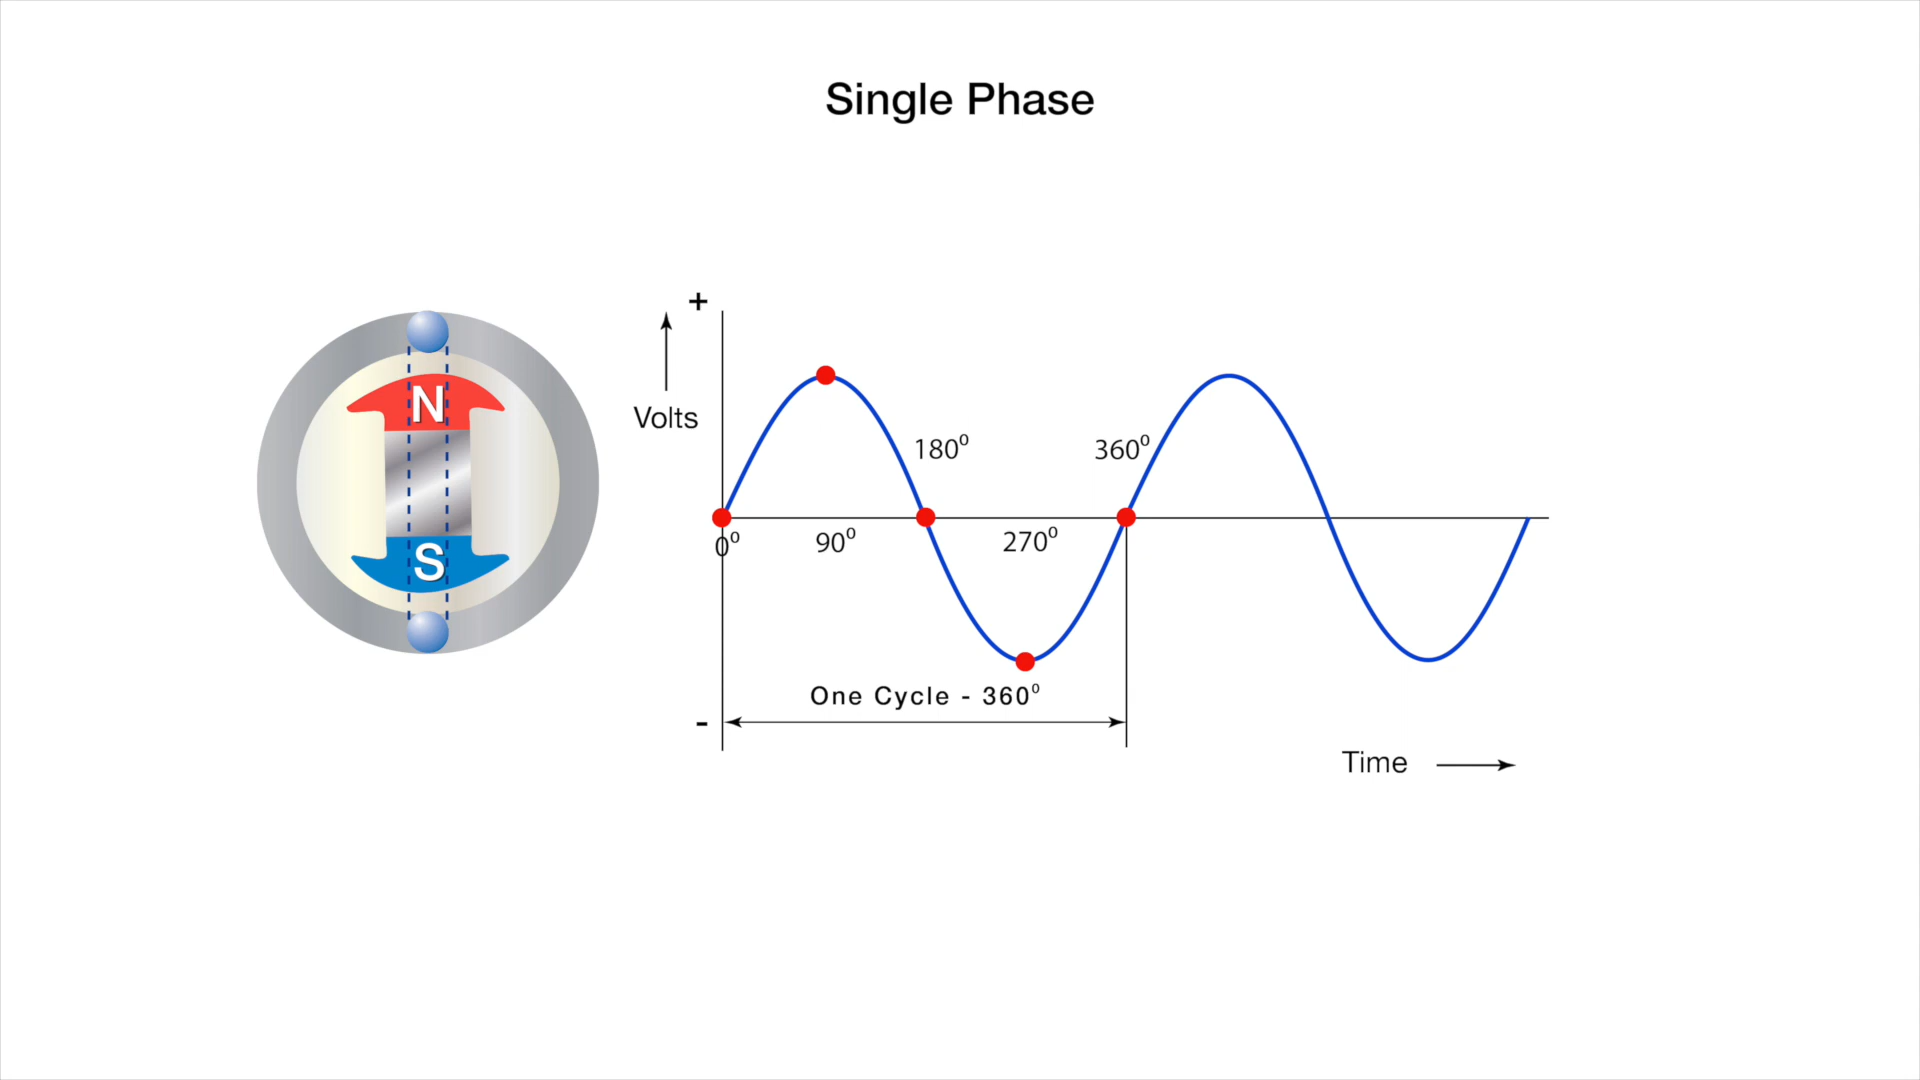 Single Phase
+
Volts
N
S
180⁰
360⁰
0⁰
90⁰
270⁰
One Cycle - 360⁰
-
Time